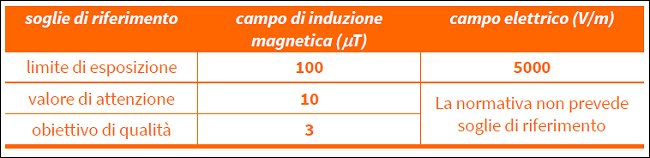 soglie di riferimento
campo di induzione
magnetica (µT)
campo elettrico (V/m)
limite di esposizione
100
5000
valore di attenzione
10
La normativa non prevede
soglie di riferimento
obiettivo di qualità
3